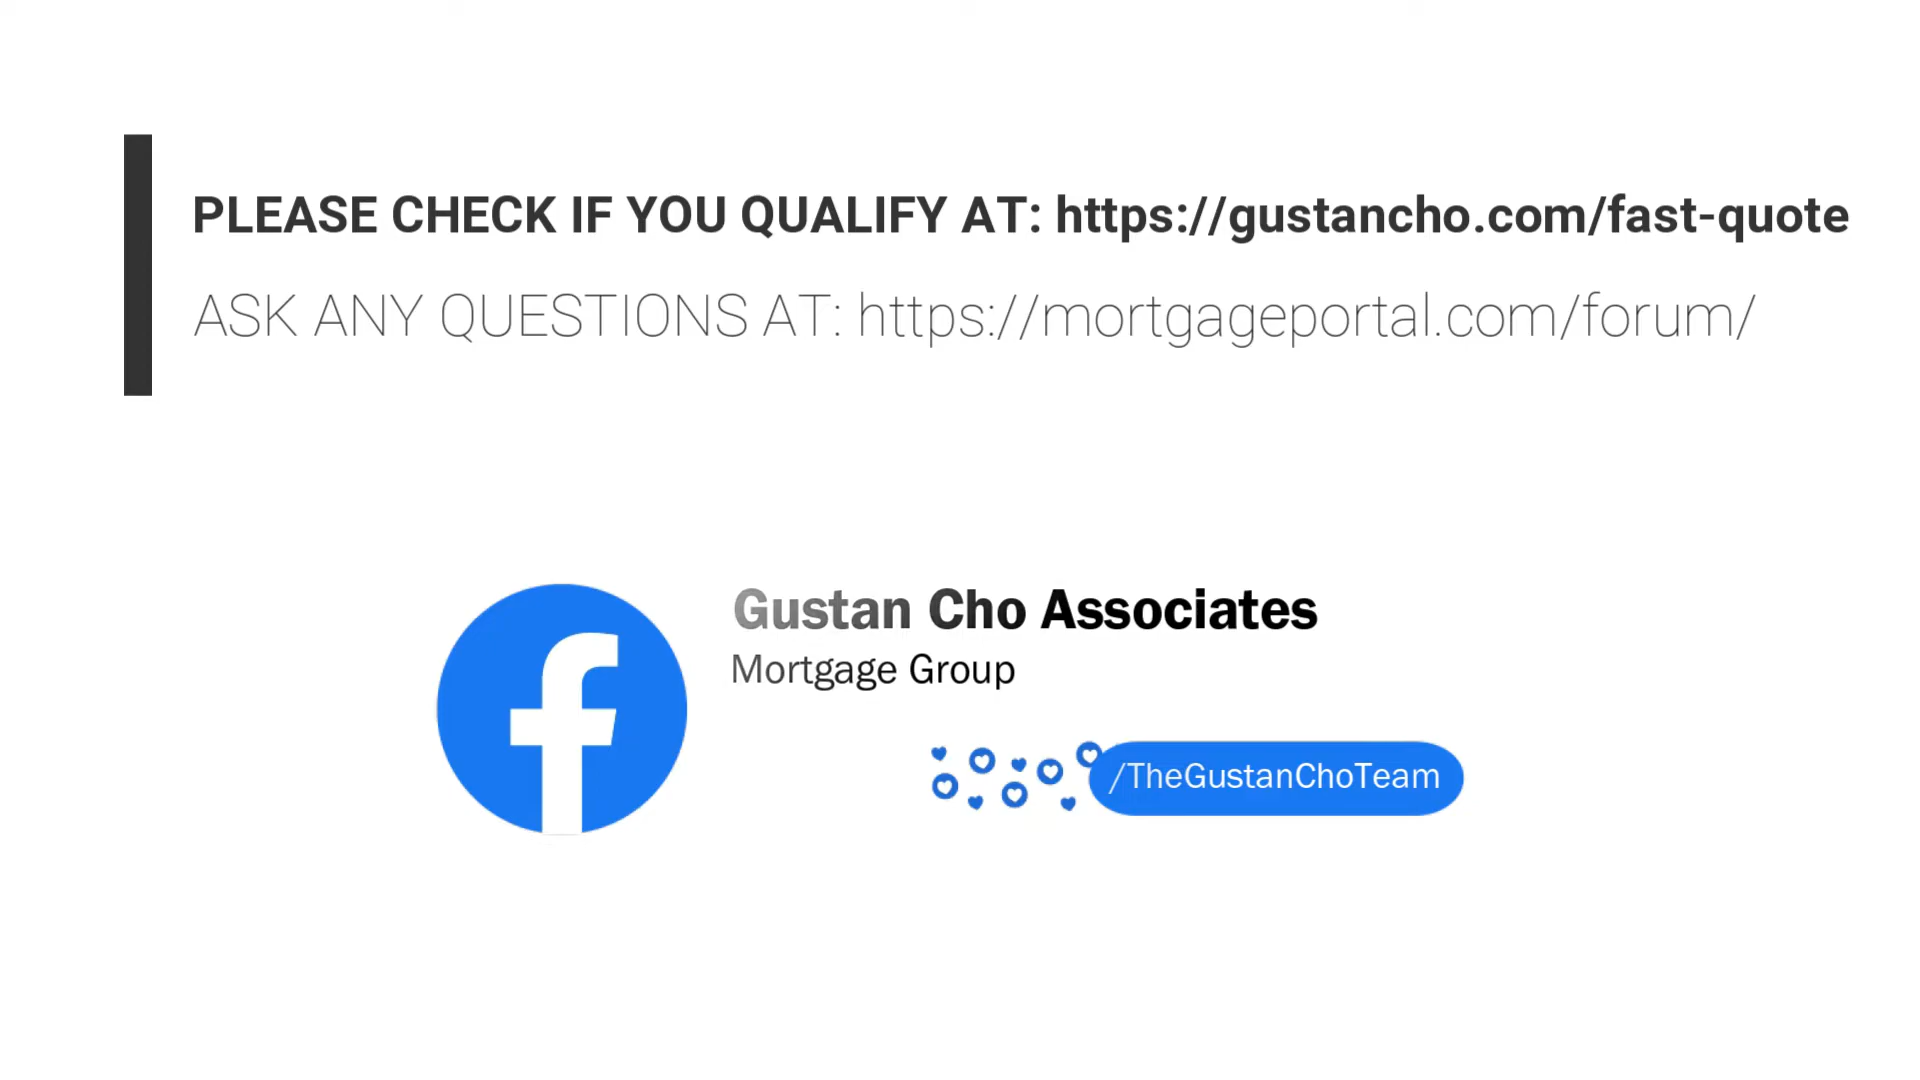 PLEASE CHECK IF YOU QUALIFY AT: https://gustancho.com/fast-quote
ASK ANY QUESTIONS AT: https://mortgageportal.com/forum/
Gustan Cho Associates
Mortgage Group
/TheGustanChoTeam